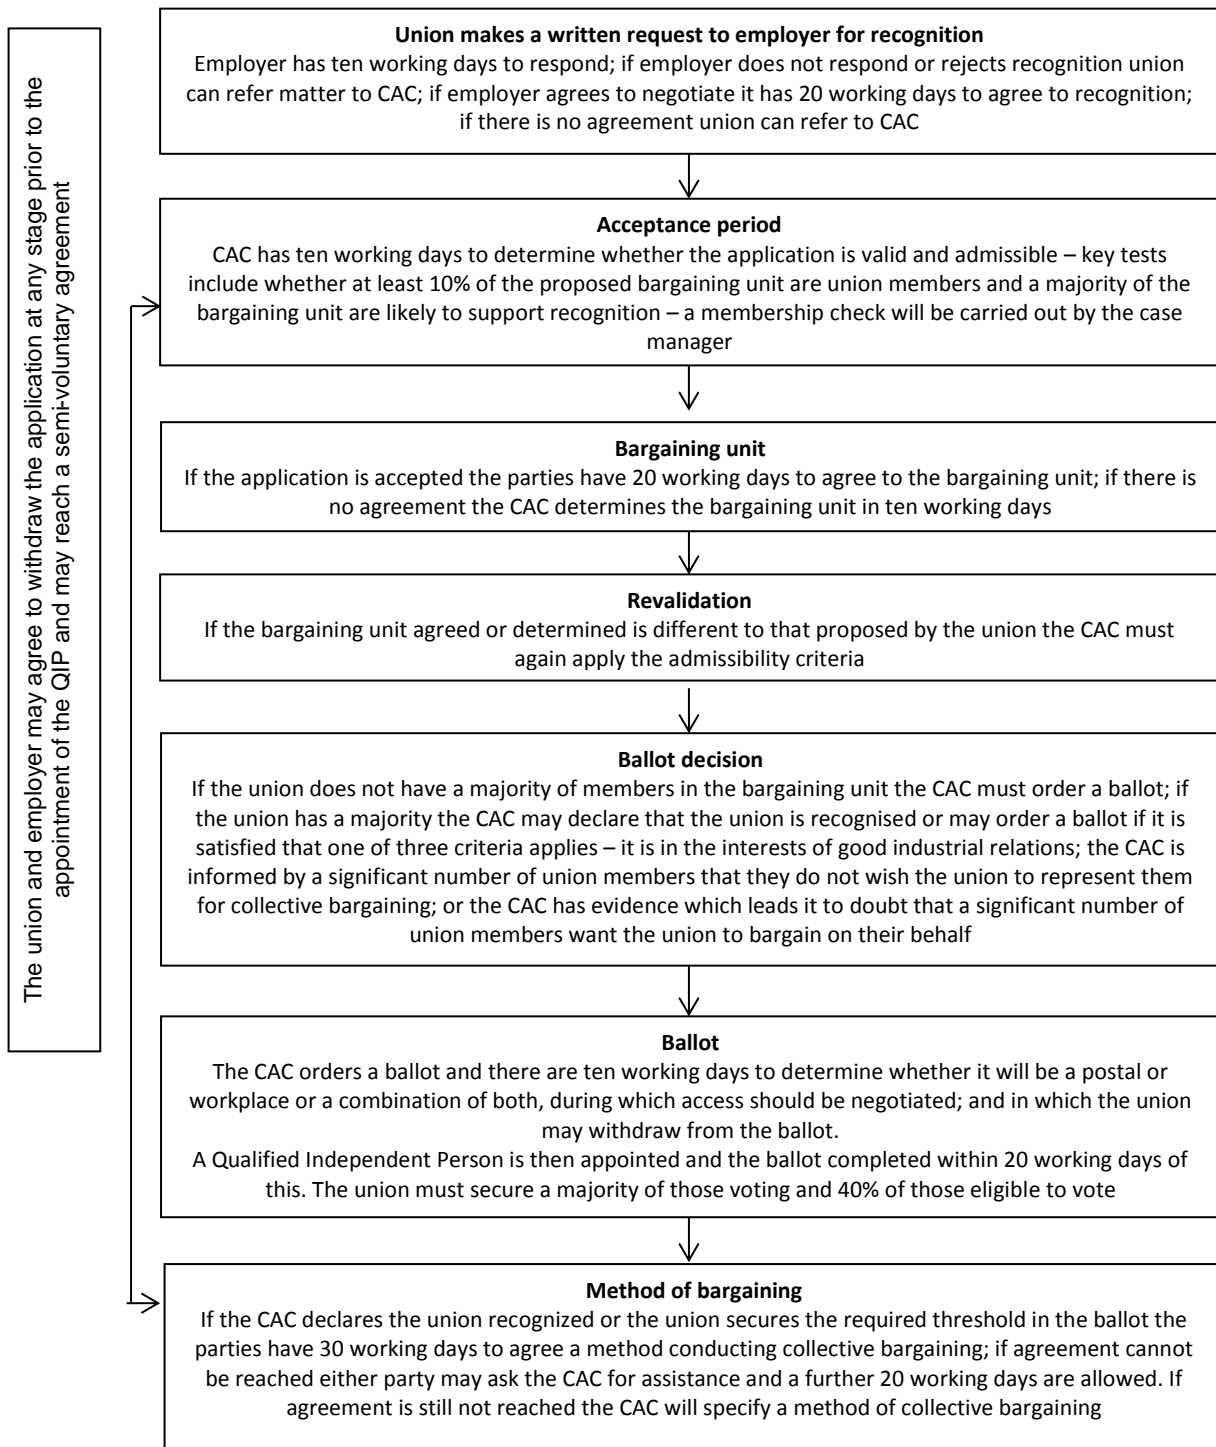 The union and employer may agree to withdraw the application at any stage prior to the
appointment of the QIP and may reach a semi-voluntary agreement
Union makes a written request to employer for recognition
Employer has ten working days to respond; if employer does not respond or rejects recognition union
can refer matter to CAC; if employer agrees to negotiate it has 20 working days to agree to recognition;
if there is no agreement union can refer to CAC
Acceptance period
CAC has ten working days to determine whether the application is valid and admissible – key tests
include whether at least 10% of the proposed bargaining unit are union members and a majority of the
bargaining unit are likely to support recognition – a membership check will be carried out by the case
manager
Bargaining unit
If the application is accepted the parties have 20 working days to agree to the bargaining unit; if there is
no agreement the CAC determines the bargaining unit in ten working days
Revalidation
If the bargaining unit agreed or determined is different to that proposed by the union the CAC must
again apply the admissibility criteria
Ballot decision
If the union does not have a majority of members in the bargaining unit the CAC must order a ballot; if
the union has a majority the CAC may declare that the union is recognised or may order a ballot if it is
satisfied that one of three criteria applies – it is in the interests of good industrial relations; the CAC is
informed by a significant number of union members that they do not wish the union to represent them
for collective bargaining; or the CAC has evidence which leads it to doubt that a significant number of
union members want the union to bargain on their behalf
Ballot
The CAC orders a ballot and there are ten working days to determine whether it will be a postal or
workplace or a combination of both, during which access should be negotiated; and in which the union
may withdraw from the ballot.
A Qualified Independent Person is then appointed and the ballot completed within 20 working days of
this. The union must secure a majority of those voting and 40% of those eligible to vote
Method of bargaining
If the CAC declares the union recognized or the union secures the required threshold in the ballot the
parties have 30 working days to agree a method conducting collective bargaining; if agreement cannot
be reached either party may ask the CAC for assistance and a further 20 working days are allowed. If
agreement is still not reached the CAC will specify a method of collective bargaining